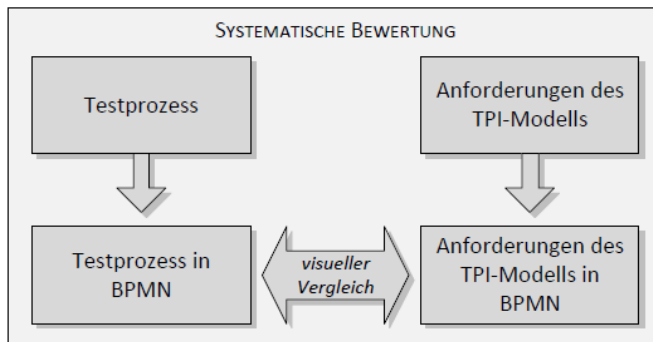 SYSTEMATISCHE BEWERTUNG
Testprozess
Anforderungen des
TPI-Modells
Testprozess in
BPMN
visueller
Vergleich
Anforderungen des
TPI-Modells in
BPMN